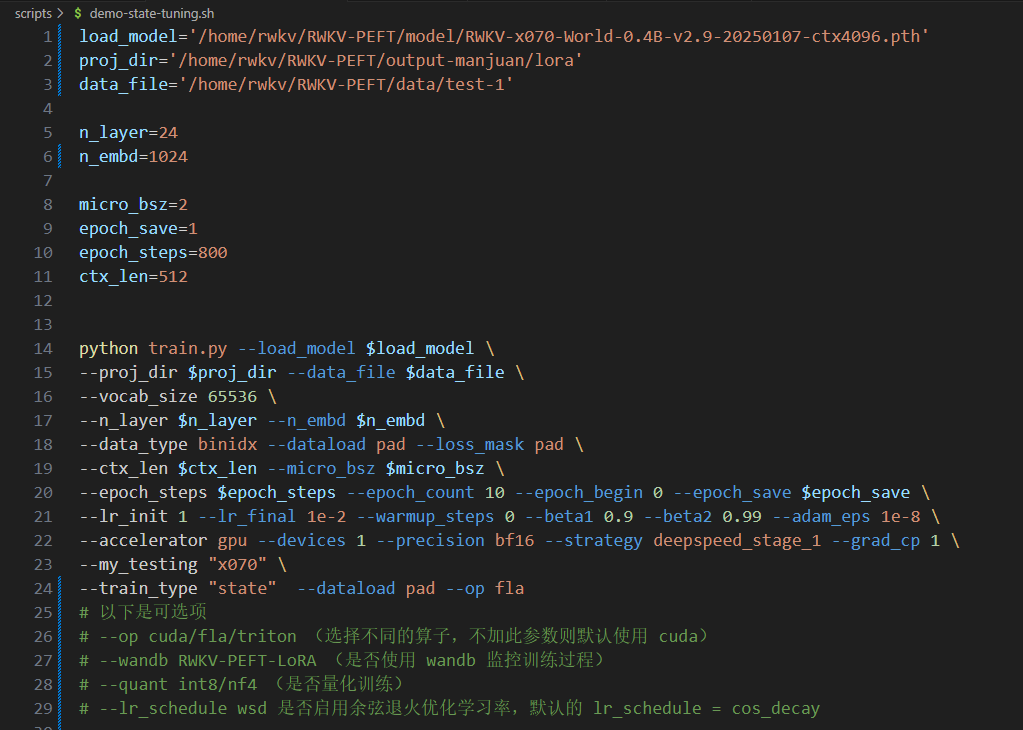 scripts > $ demo-state-tuning.sh
1 load_model='/home/rwkv/RWKV-PEFT/model/RWKV-x070-World-0.4B-v2.9-20250107-ctx4096.pth'
2 proj_dir='/home/rwkv/RWKV-PEFT/output-manjuan/lora'
3 data_file='/home/rwkv/RWKV-PEFT/data/test-1'
4
5 n_layer=24
6 n_embd=1024
7
8 micro_bsz=2
9 epoch_save=1
10 epoch_steps=800
11 ctx_len=512
12
13
14 python train.py --load_model $load_model \
15 --proj_dir $proj_dir --data_file $data_file \
16 --vocab_size 65536 \
17 --n_layer $n_layer --n_embd $n_embd \
18 --data_type binidx --dataload pad --loss_mask pad \
19 --ctx_len $ctx_len --micro_bsz $micro_bsz \
20 --epoch_steps $epoch_steps --epoch_count 10 --epoch_begin 0 --epoch_save $epoch_save \
21 --lr_init 1 --lr_final 1e-2 --warmup_steps 0 --beta1 0.9 --beta2 0.99 --adam_eps 1e-8 \
22 --accelerator gpu --devices 1 --precision bf16 --strategy deepspeed_stage_1 --grad_cp 1 \
23 --my_testing "x070" \
24 --train_type "state"  --dataload pad --op fla
25 # 以下是可选项
26 # --op cuda/fla/triton （选择不同的算子，不加此参数则默认使用 cuda）
27 # --wandb RWKV-PEFT-LoRA （是否使用 wandb 监控训练过程）
28 # --quant int8/nf4 （是否量化训练）
29 # --lr_schedule wsd 是否启用余弦退火优化学习率，默认的 lr_schedule = cos_decay